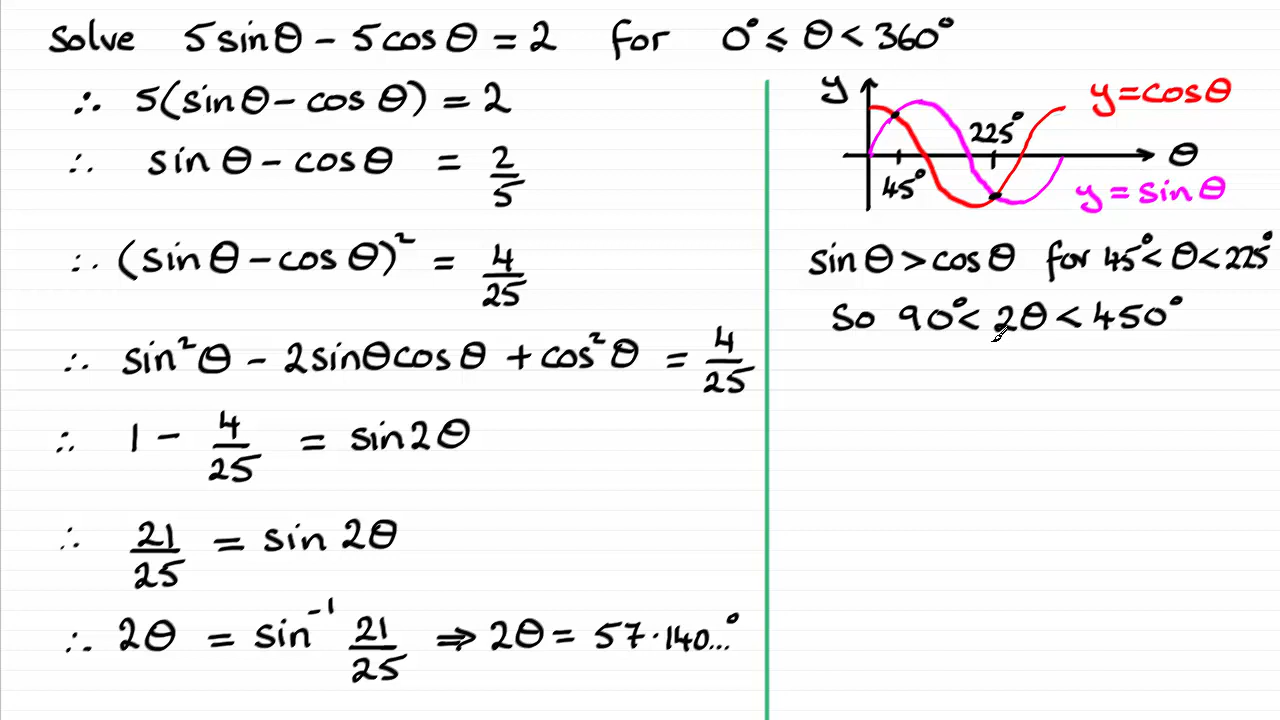 solve 5sinθ - 5cosθ = 2 for 0° ≤ θ < 360°
∴ 5(sinθ - cosθ) = 2
∴ sinθ - cosθ = 2/5
∴ (sinθ - cosθ)² = 4/25
∴ sin²θ - 2sinθcosθ + cos²θ = 4/25
∴ 1 - 4/25 = sin2θ
∴ 21/25 = sin2θ
∴ 2θ = sin⁻¹ 21/25 ⇒ 2θ = 57·140...°
y
y=cosθ
225°
θ
45°
y=sinθ
sinθ > cosθ for 45° < θ < 225°
So 90° < 2θ < 450°